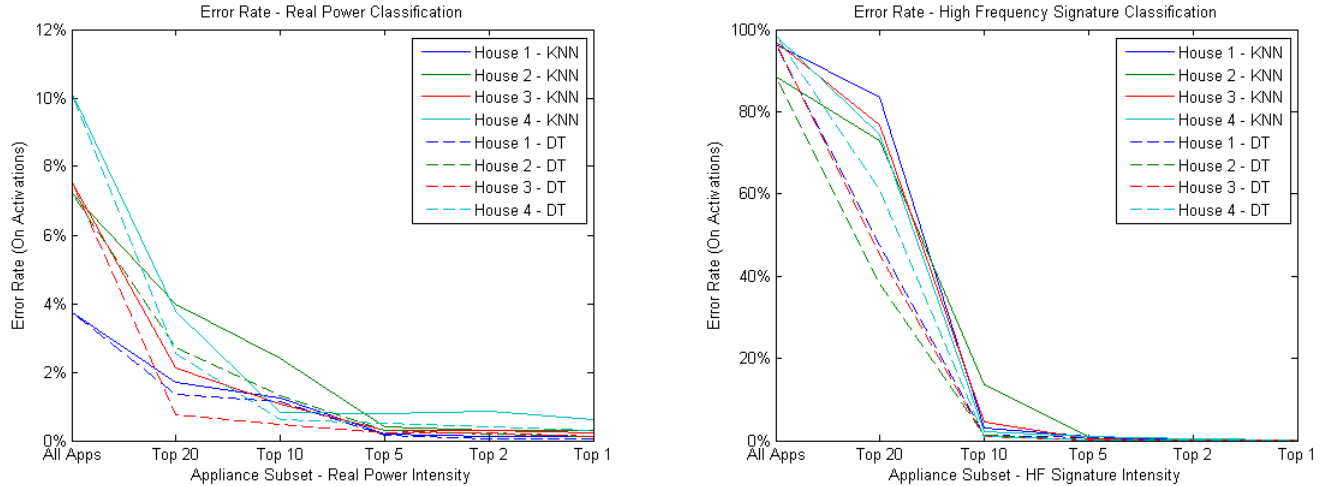 Error Rate - Real Power Classification
12%
10%
8%
6%
4%
2%
0%
Error Rate (On Activations)
House 1 - KNN
House 2 - KNN
House 3 - KNN
House 4 - KNN
House 1 - DT
House 2 - DT
House 3 - DT
House 4 - DT
All Apps Top 20 Top 10 Top 5 Top 2 Top 1
Appliance Subset - Real Power Intensity
Error Rate - High Frequency Signature Classification
100%
80%
60%
40%
20%
0%
Error Rate (On Activations)
House 1 - KNN
House 2 - KNN
House 3 - KNN
House 4 - KNN
House 1 - DT
House 2 - DT
House 3 - DT
House 4 - DT
All Apps Top 20 Top 10 Top 5 Top 2 Top 1
Appliance Subset - HF Signature Intensity